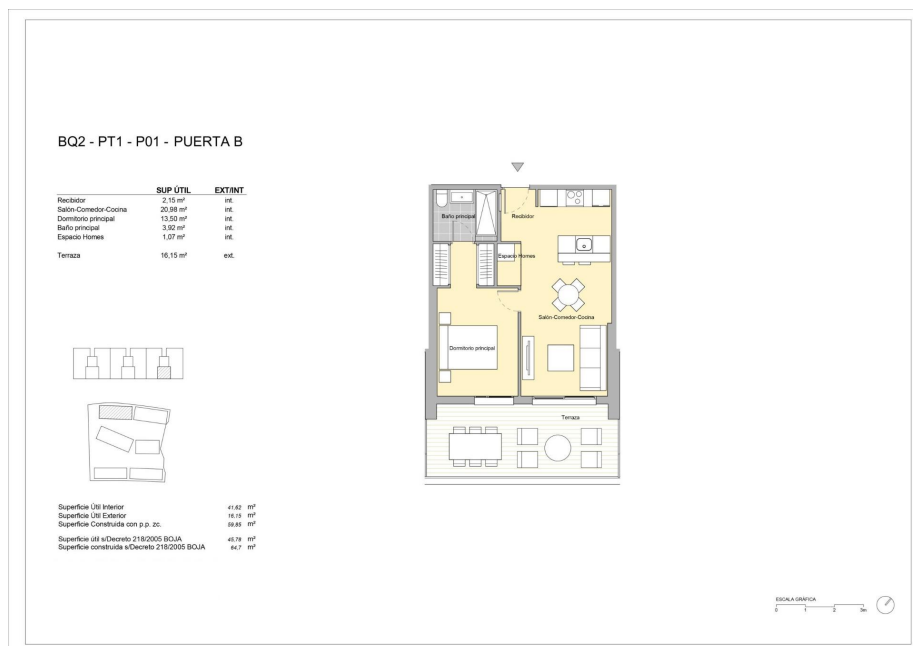 BQ2 - PT1 - P01 - PUERTA B
SUP ÚTIL EXT/INT
Recibidor 2,15 m² int.
Salón-Comedor-Cocina 20,98 m² int.
Dormitorio principal 13,50 m² int.
Baño principal 3,92 m² int.
Espacio Homes 1,07 m² int.
Terraza 16,15 m² ext.
Baño principal
Recibidor
Espacio Homes
Salón-Comedor-Cocina
Dormitorio principal
Terraza
Superficie Útil Interior 41,62 m²
Superficie Útil Exterior 16,15 m²
Superficie Construida con p.p. zc. 59,85 m²
Superficie útil s/Decreto 218/2005 BOJA 45,78 m²
Superficie construida s/Decreto 218/2005 BOJA 64,7 m²
ESCALA GRÁFICA
0 1 2 3m